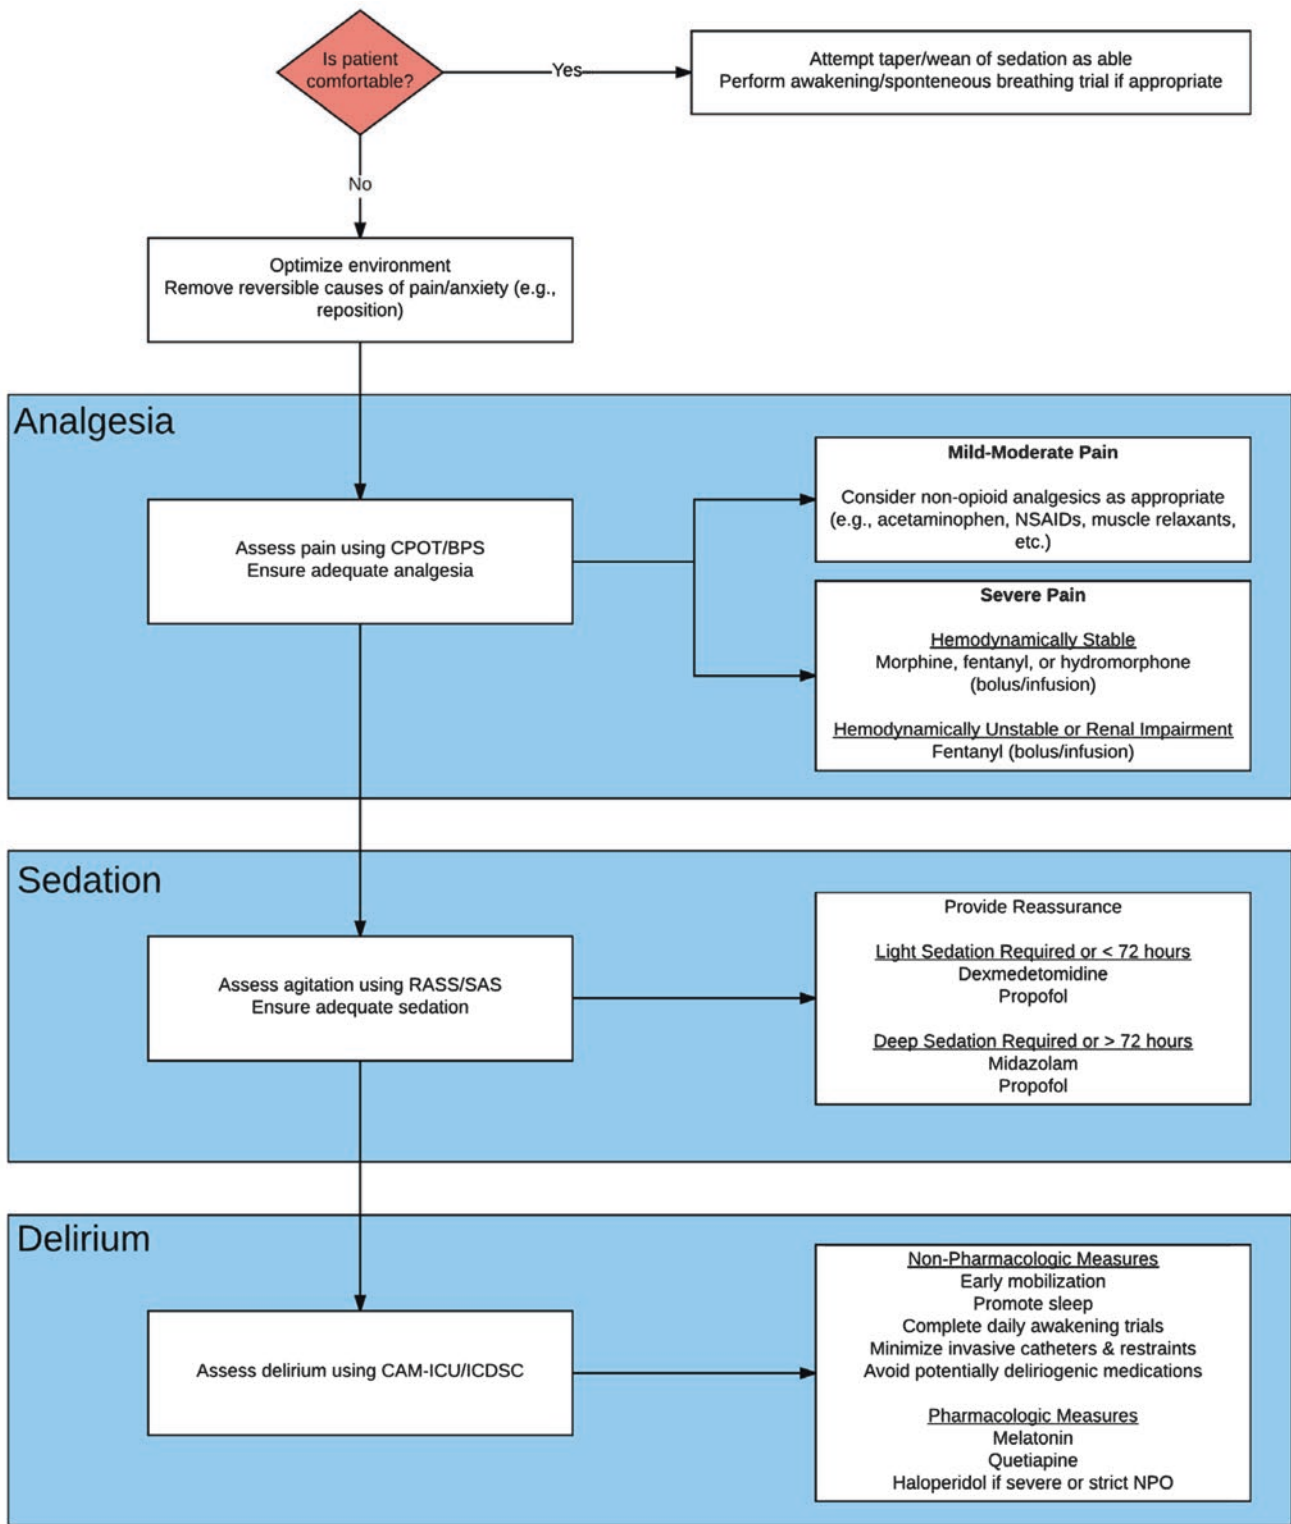 Is patient
comfortable?
Yes
Attempt taper/wean of sedation as able
Perform awakening/sponteneous breathing trial if appropriate
No
Optimize environment
Remove reversible causes of pain/anxiety (e.g.,
reposition)
Analgesia
Assess pain using CPOT/BPS
Ensure adequate analgesia
Mild-Moderate Pain
Consider non-opioid analgesics as appropriate
(e.g., acetaminophen, NSAIDs, muscle relaxants,
etc.)
Severe Pain
Hemodynamically Stable
Morphine, fentanyl, or hydromorphone
(bolus/infusion)
Hemodynamically Unstable or Renal Impairment
Fentanyl (bolus/infusion)
Sedation
Assess agitation using RASS/SAS
Ensure adequate sedation
Provide Reassurance
Light Sedation Required or < 72 hours
Dexmedetomidine
Propofol
Deep Sedation Required or > 72 hours
Midazolam
Propofol
Delirium
Assess delirium using CAM-ICU/ICDSC
Non-Pharmacologic Measures
Early mobilization
Promote sleep
Complete daily awakening trials
Minimize invasive catheters & restraints
Avoid potentially deliriogenic medications
Pharmacologic Measures
Melatonin
Quetiapine
Haloperidol if severe or strict NPO